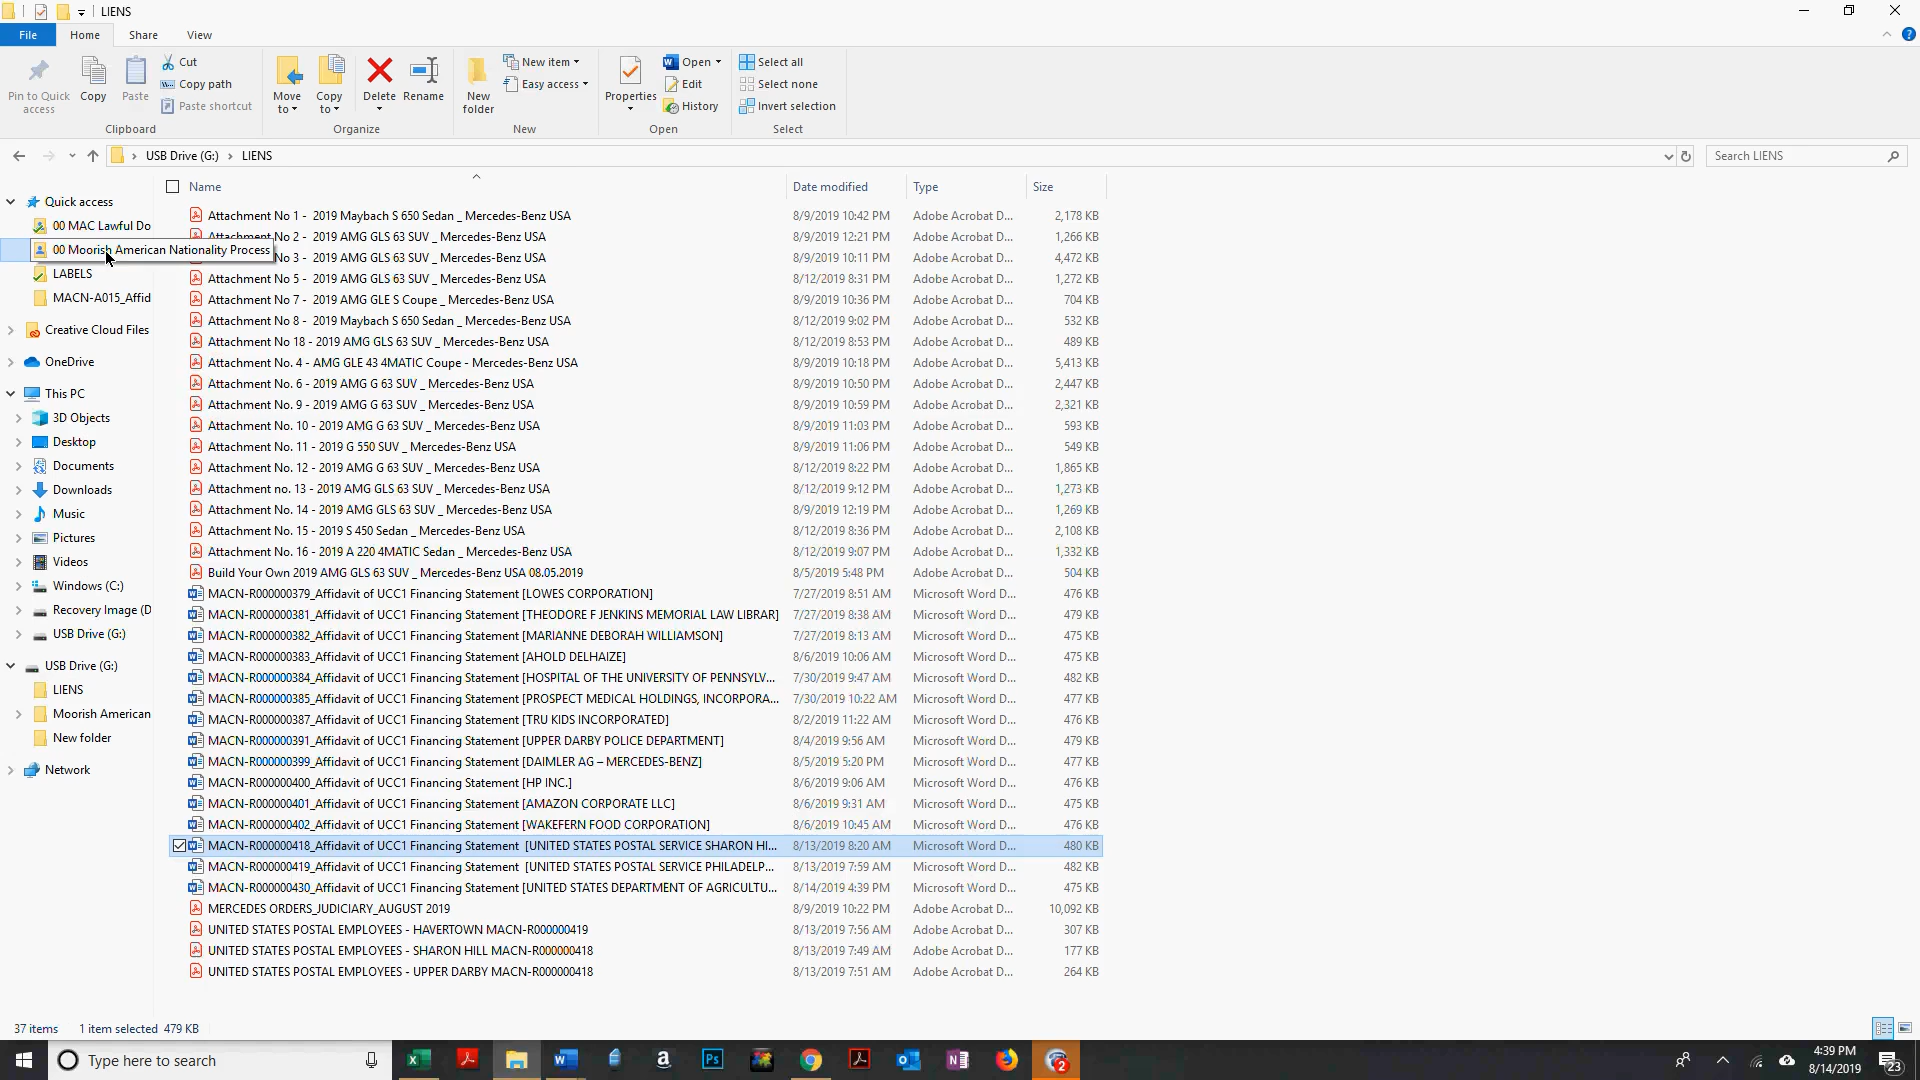 LIENS
File Home Share View
Pin to Quick access
Copy
Paste
Cut
Copy path
Paste shortcut
Clipboard
Move to
Copy to
Delete
Rename
Organize
New folder
New item
Easy access
New
Properties
Open
Edit
History
Open
Select all
Select none
Invert selection
Select
USB Drive (G:) LIENS
Search LIENS
Quick access
00 MAC Lawful Do
00 Moorish American Nationality Process
LABELS
MACN-A015_Affid
Creative Cloud Files
OneDrive
This PC
3D Objects
Desktop
Documents
Downloads
Music
Pictures
Videos
Windows (C:)
Recovery Image (D
USB Drive (G:)
USB Drive (G:)
LIENS
Moorish American
New folder
Network
Name Date modified Type Size
Attachment No 1 - 2019 Maybach S 650 Sedan _ Mercedes-Benz USA 8/9/2019 10:42 PM Adobe Acrobat D... 2,178 KB
Attachment No 2 - 2019 AMG GLS 63 SUV _ Mercedes-Benz USA 8/9/2019 12:21 PM Adobe Acrobat D... 1,266 KB
No 3 - 2019 AMG GLS 63 SUV _ Mercedes-Benz USA 8/9/2019 10:11 PM Adobe Acrobat D... 4,472 KB
Attachment No 5 - 2019 AMG GLS 63 SUV _ Mercedes-Benz USA 8/12/2019 8:31 PM Adobe Acrobat D... 1,272 KB
Attachment No 7 - 2019 AMG GLE S Coupe _ Mercedes-Benz USA 8/9/2019 10:36 PM Adobe Acrobat D... 704 KB
Attachment No 8 - 2019 Maybach S 650 Sedan _ Mercedes-Benz USA 8/12/2019 9:02 PM Adobe Acrobat D... 532 KB
Attachment No 18 - 2019 AMG GLS 63 SUV _ Mercedes-Benz USA 8/12/2019 8:53 PM Adobe Acrobat D... 489 KB
Attachment No. 4 - AMG GLE 43 4MATIC Coupe - Mercedes-Benz USA 8/9/2019 10:18 PM Adobe Acrobat D... 5,413 KB
Attachment No. 6 - 2019 AMG G 63 SUV _ Mercedes-Benz USA 8/9/2019 10:50 PM Adobe Acrobat D... 2,447 KB
Attachment No. 9 - 2019 AMG G 63 SUV _ Mercedes-Benz USA 8/9/2019 10:59 PM Adobe Acrobat D... 2,321 KB
Attachment No. 10 - 2019 AMG G 63 SUV _ Mercedes-Benz USA 8/9/2019 11:03 PM Adobe Acrobat D... 593 KB
Attachment No. 11 - 2019 G 550 SUV _ Mercedes-Benz USA 8/9/2019 11:06 PM Adobe Acrobat D... 549 KB
Attachment No. 12 - 2019 AMG G 63 SUV _ Mercedes-Benz USA 8/12/2019 8:22 PM Adobe Acrobat D... 1,865 KB
Attachment no. 13 - 2019 AMG GLS 63 SUV _ Mercedes-Benz USA 8/12/2019 9:12 PM Adobe Acrobat D... 1,273 KB
Attachment No. 14 - 2019 AMG GLS 63 SUV _ Mercedes-Benz USA 8/9/2019 12:19 PM Adobe Acrobat D... 1,269 KB
Attachment No. 15 - 2019 S 450 Sedan _ Mercedes-Benz USA 8/12/2019 8:36 PM Adobe Acrobat D... 2,108 KB
Attachment No. 16 - 2019 A 220 4MATIC Sedan _ Mercedes-Benz USA 8/12/2019 9:07 PM Adobe Acrobat D... 1,332 KB
Build Your Own 2019 AMG GLS 63 SUV _ Mercedes-Benz USA 08.05.2019 8/5/2019 5:48 PM Adobe Acrobat D... 504 KB
MACN-R000000379_Affidavit of UCC1 Financing Statement [LOWES CORPORATION] 7/27/2019 8:51 AM Microsoft Word D... 476 KB
MACN-R000000381_Affidavit of UCC1 Financing Statement [THEODORE F JENKINS MEMORIAL LAW LIBRAR] 7/27/2019 8:38 AM Microsoft Word D... 479 KB
MACN-R000000382_Affidavit of UCC1 Financing Statement [MARIANNE DEBORAH WILLIAMSON] 7/27/2019 8:13 AM Microsoft Word D... 475 KB
MACN-R000000383_Affidavit of UCC1 Financing Statement [AHOLD DELHAIZE] 8/6/2019 10:06 AM Microsoft Word D... 475 KB
MACN-R000000384_Affidavit of UCC1 Financing Statement [HOSPITAL OF THE UNIVERSITY OF PENNSYLV... 7/30/2019 9:47 AM Microsoft Word D... 482 KB
MACN-R000000385_Affidavit of UCC1 Financing Statement [PROSPECT MEDICAL HOLDINGS, INCORPORA... 7/30/2019 10:22 AM Microsoft Word D... 477 KB
MACN-R000000387_Affidavit of UCC1 Financing Statement [TRU KIDS INCORPORATED] 8/2/2019 11:22 AM Microsoft Word D... 476 KB
MACN-R000000391_Affidavit of UCC1 Financing Statement [UPPER DARBY POLICE DEPARTMENT] 8/4/2019 9:56 AM Microsoft Word D... 479 KB
MACN-R000000399_Affidavit of UCC1 Financing Statement [DAIMLER AG – MERCEDES-BENZ] 8/5/2019 5:20 PM Microsoft Word D... 477 KB
MACN-R000000400_Affidavit of UCC1 Financing Statement [HP INC.] 8/6/2019 9:06 AM Microsoft Word D... 476 KB
MACN-R000000401_Affidavit of UCC1 Financing Statement [AMAZON CORPORATE LLC] 8/6/2019 9:31 AM Microsoft Word D... 475 KB
MACN-R000000402_Affidavit of UCC1 Financing Statement [WAKEFERN FOOD CORPORATION] 8/6/2019 10:45 AM Microsoft Word D... 476 KB
MACN-R000000418_Affidavit of UCC1 Financing Statement [UNITED STATES POSTAL SERVICE SHARON HI... 8/13/2019 8:20 AM Microsoft Word D... 480 KB
MACN-R000000419_Affidavit of UCC1 Financing Statement [UNITED STATES POSTAL SERVICE PHILADELP... 8/13/2019 7:59 AM Microsoft Word D... 482 KB
MACN-R000000430_Affidavit of UCC1 Financing Statement [UNITED STATES DEPARTMENT OF AGRICULTU... 8/14/2019 4:39 PM Microsoft Word D... 475 KB
MERCEDES ORDERS_JUDICIARY_AUGUST 2019 8/9/2019 10:22 PM Adobe Acrobat D... 10,092 KB
UNITED STATES POSTAL EMPLOYEES - HAVERTOWN MACN-R000000419 8/13/2019 7:56 AM Adobe Acrobat D... 307 KB
UNITED STATES POSTAL EMPLOYEES - SHARON HILL MACN-R000000418 8/13/2019 7:49 AM Adobe Acrobat D... 177 KB
UNITED STATES POSTAL EMPLOYEES - UPPER DARBY MACN-R000000418 8/13/2019 7:51 AM Adobe Acrobat D... 264 KB
37 items 1 item selected 479 KB
Type here to search
4:39 PM
8/14/2019
23
2